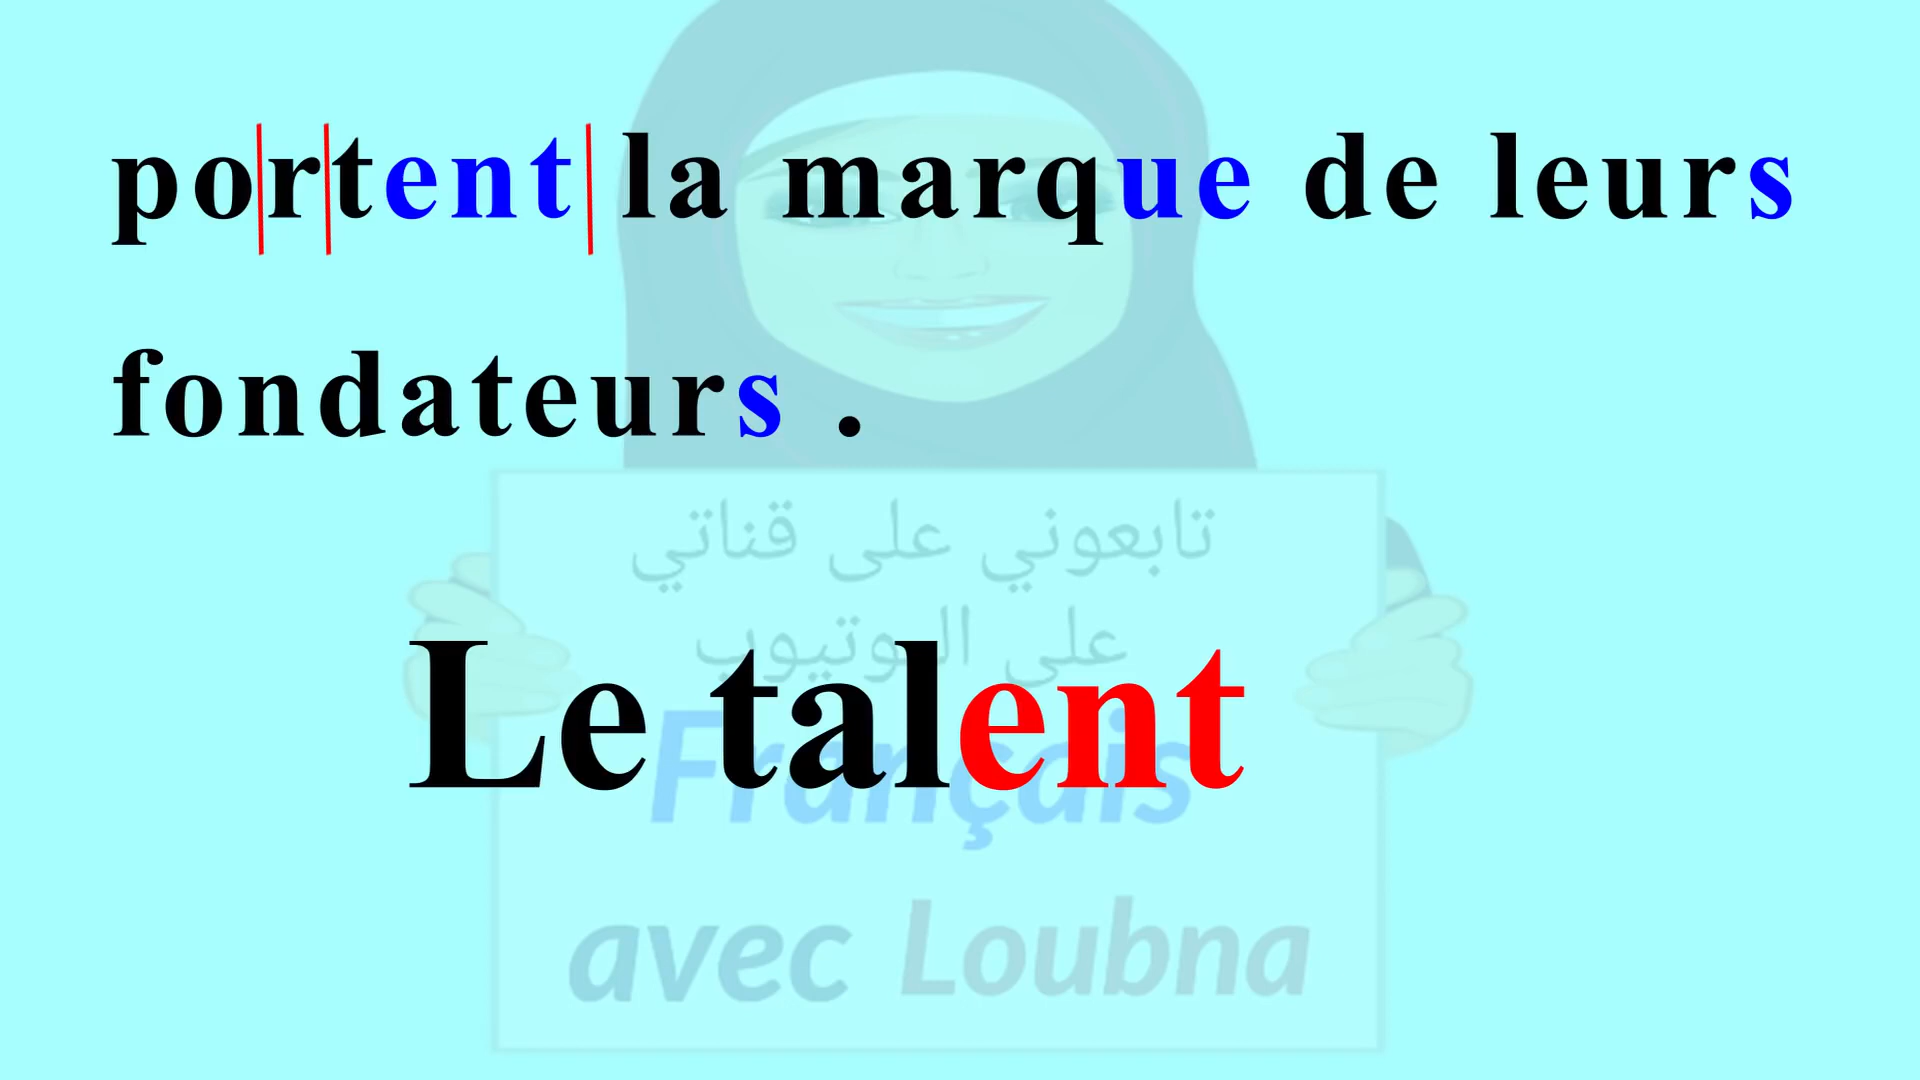 portent la marque de leurs
fondateurs .
تابعوني على قناتي
على اليوتيوب
Le talent
Français
avec Loubna